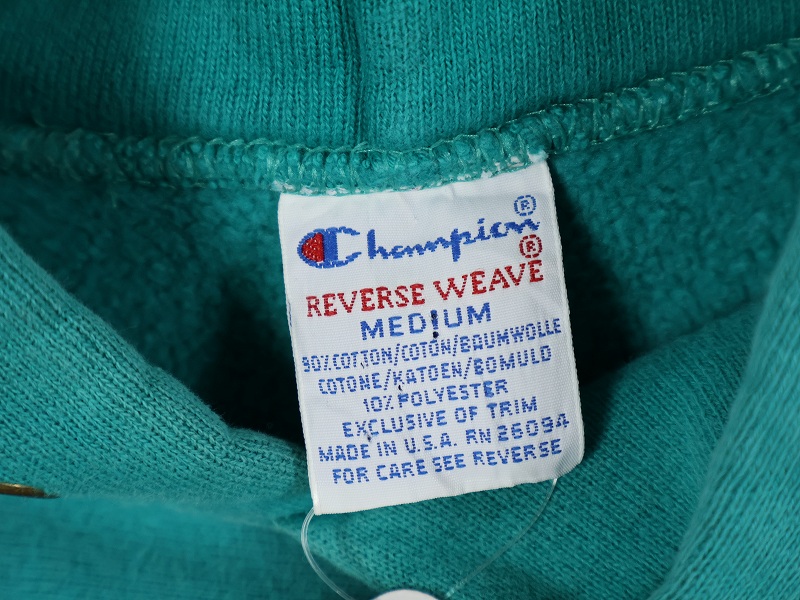 Champion®
REVERSE WEAVE®
MEDIUM
90% COTTON/COTON/BAUMWOLLE
COTONE/KATOEN/BOMULD
10% POLYESTER
EXCLUSIVE OF TRIM
MADE IN U.S.A. RN 26094
FOR CARE SEE REVERSE